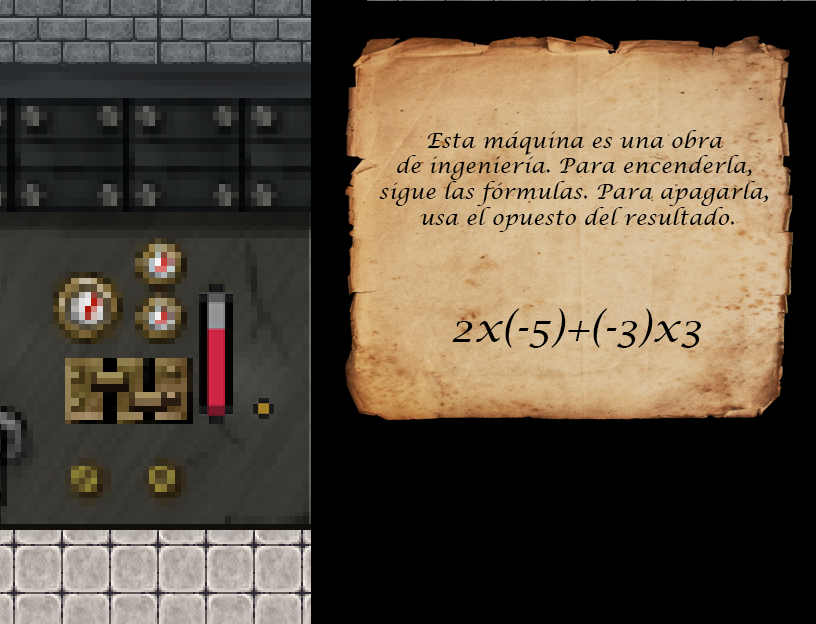 Esta máquina es una obra
de ingeniería. Para encenderla,
sigue las fórmulas. Para apagarla,
usa el opuesto del resultado.
2x(-5)+(-3)x3